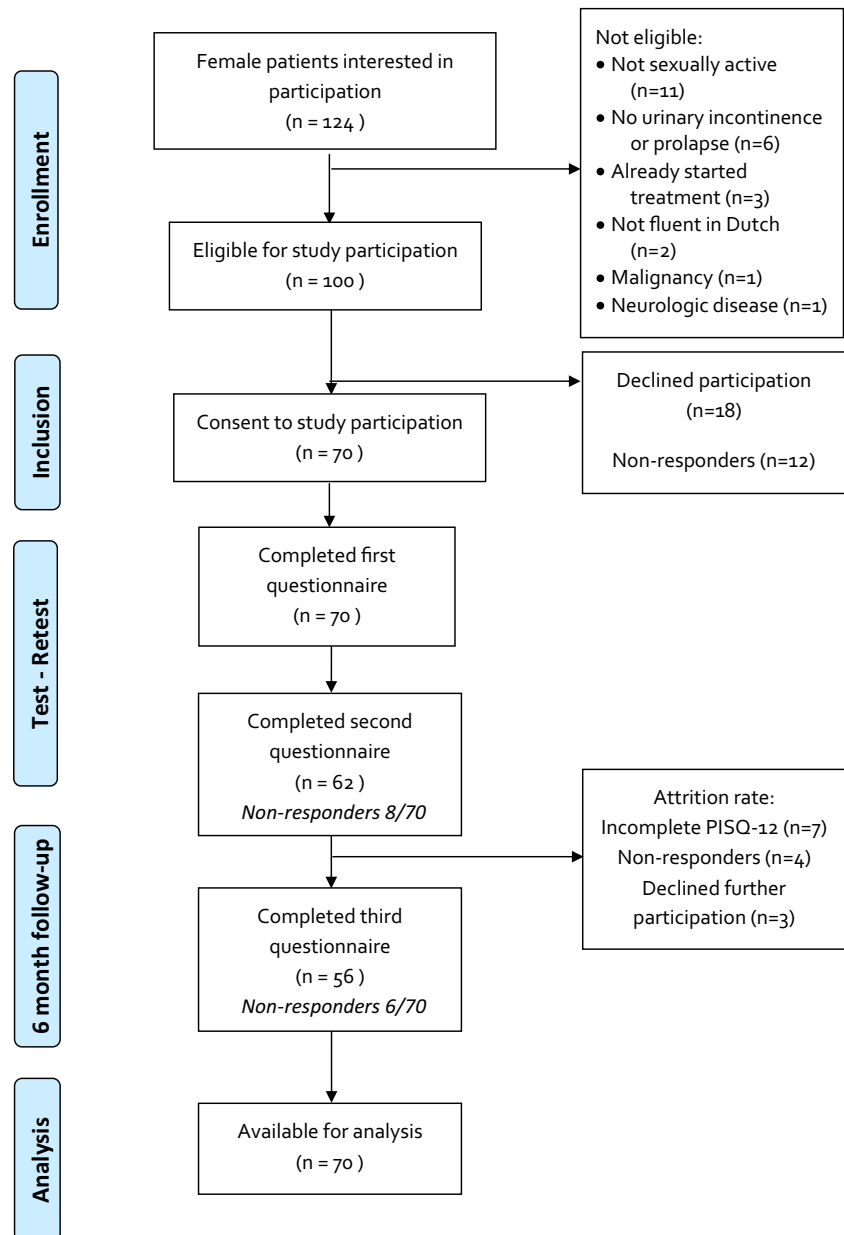 Enrollment
Female patients interested in
participation
(n = 124 )
Not eligible:
• Not sexually active
(n=11)
• No urinary incontinence
or prolapse (n=6)
• Already started
treatment (n=3)
• Not fluent in Dutch
(n=2)
• Malignancy (n=1)
• Neurologic disease (n=1)
Eligible for study participation
(n = 100 )
Inclusion
Declined participation
(n=18)
Non-responders (n=12)
Consent to study participation
(n = 70 )
Test - Retest
Completed first
questionnaire
(n = 70 )
Completed second
questionnaire
(n = 62 )
Non-responders 8/70
6 month follow-up
Attrition rate:
Incomplete PISQ-12 (n=7)
Non-responders (n=4)
Declined further
participation (n=3)
Completed third
questionnaire
(n = 56 )
Non-responders 6/70
Analysis
Available for analysis
(n = 70 )